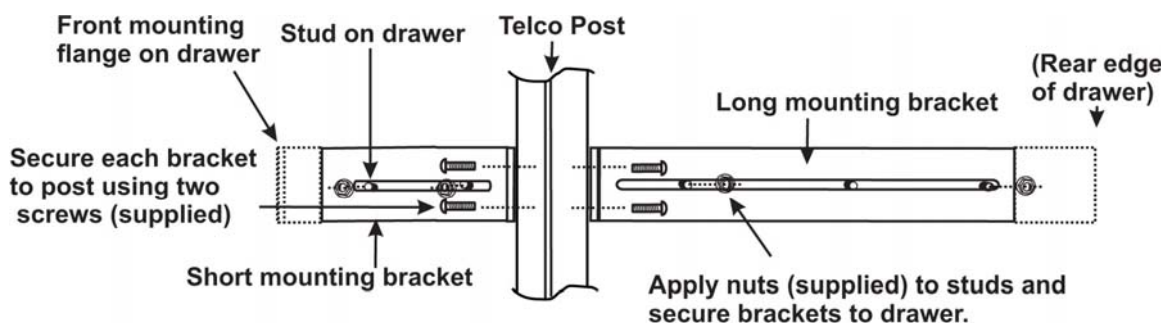 Front mounting
flange on drawer
Stud on drawer
Telco Post
(Rear edge
of drawer)
Long mounting bracket
Secure each bracket
to post using two
screws (supplied)
Short mounting bracket
Apply nuts (supplied) to studs and
secure brackets to drawer.